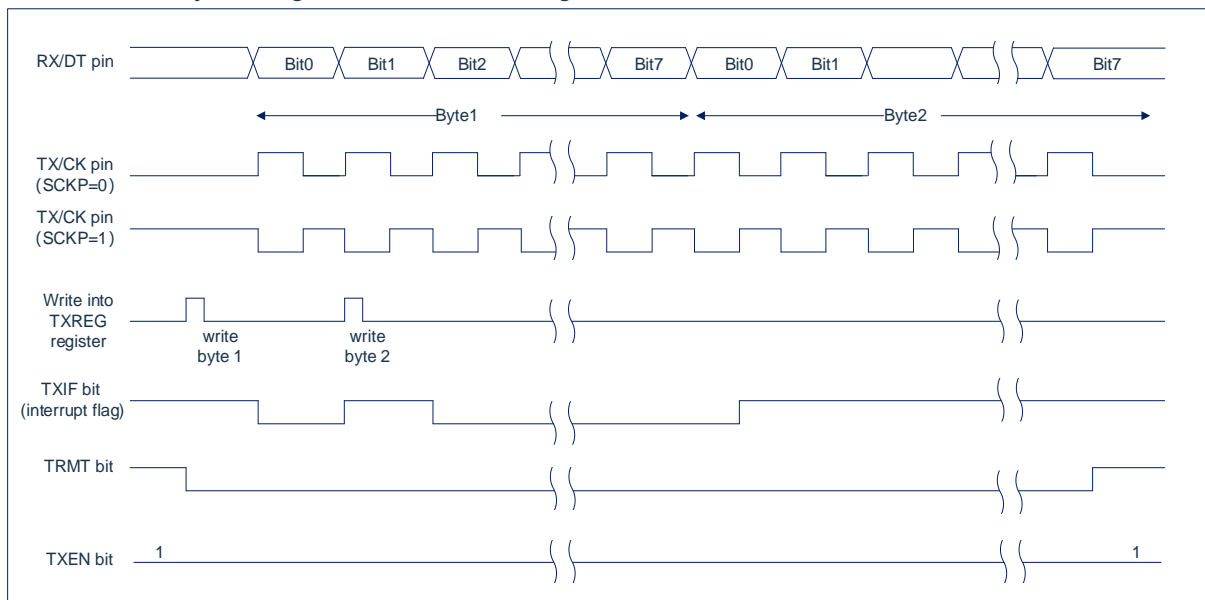 RX/DT pin
Bit0 Bit1 Bit2 Bit7 Bit0 Bit1 Bit7
Byte1 Byte2
TX/CK pin
(SCKP=0)
TX/CK pin
(SCKP=1)
Write into
TXREG
register
write
byte 1
write
byte 2
TXIF bit
(interrupt flag)
TRMT bit
TXEN bit 1 1